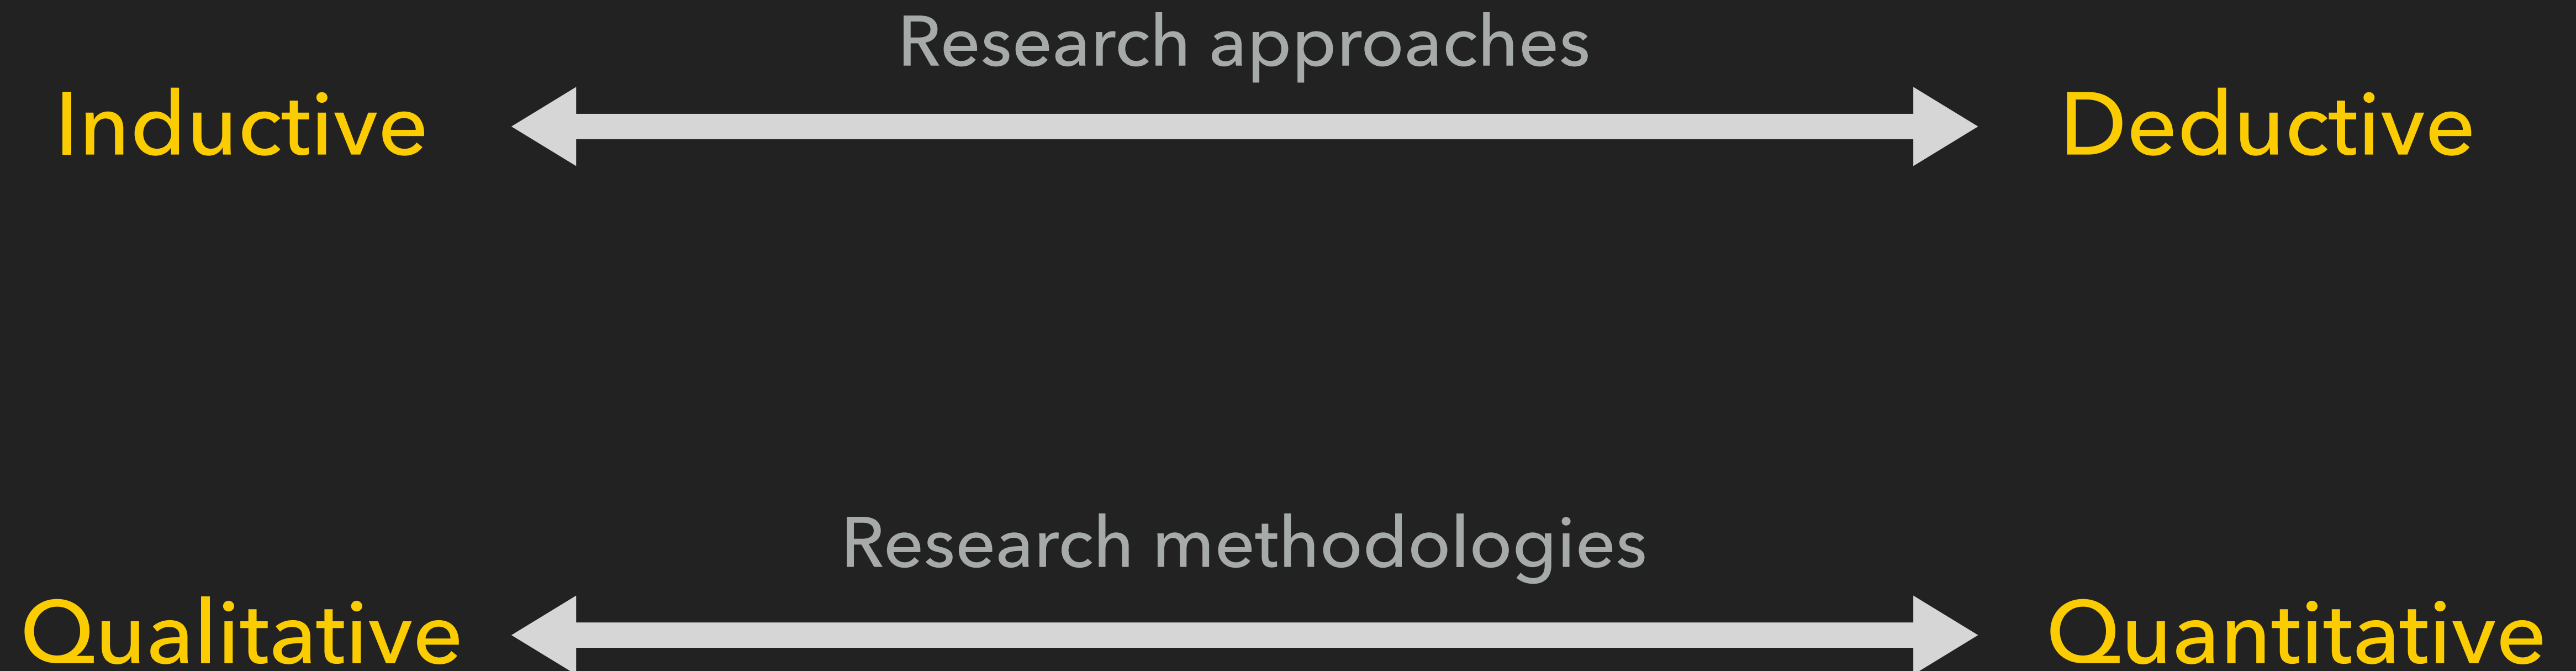 Research approaches
Inductive Deductive
Research methodologies
Qualitative Quantitative